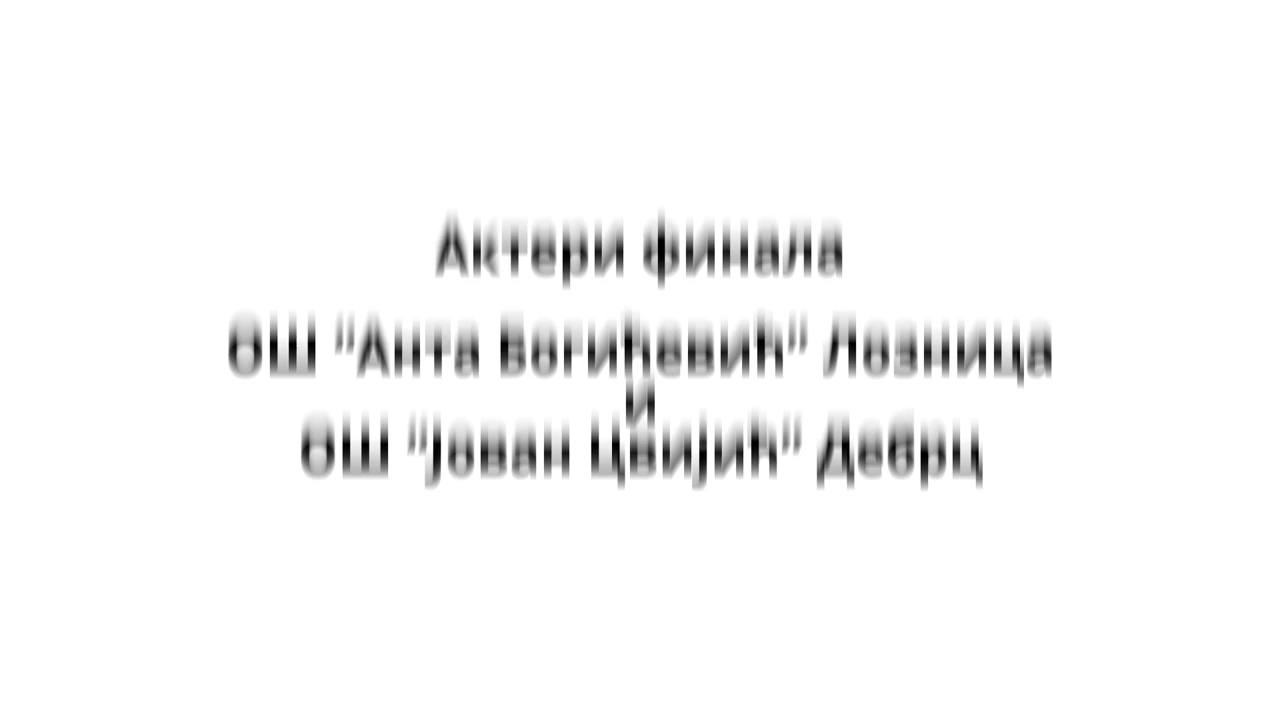 Актери финала
ОШ "Анта Богићевић" Лозница
и
ОШ "Јован Цвијић" Дебрц